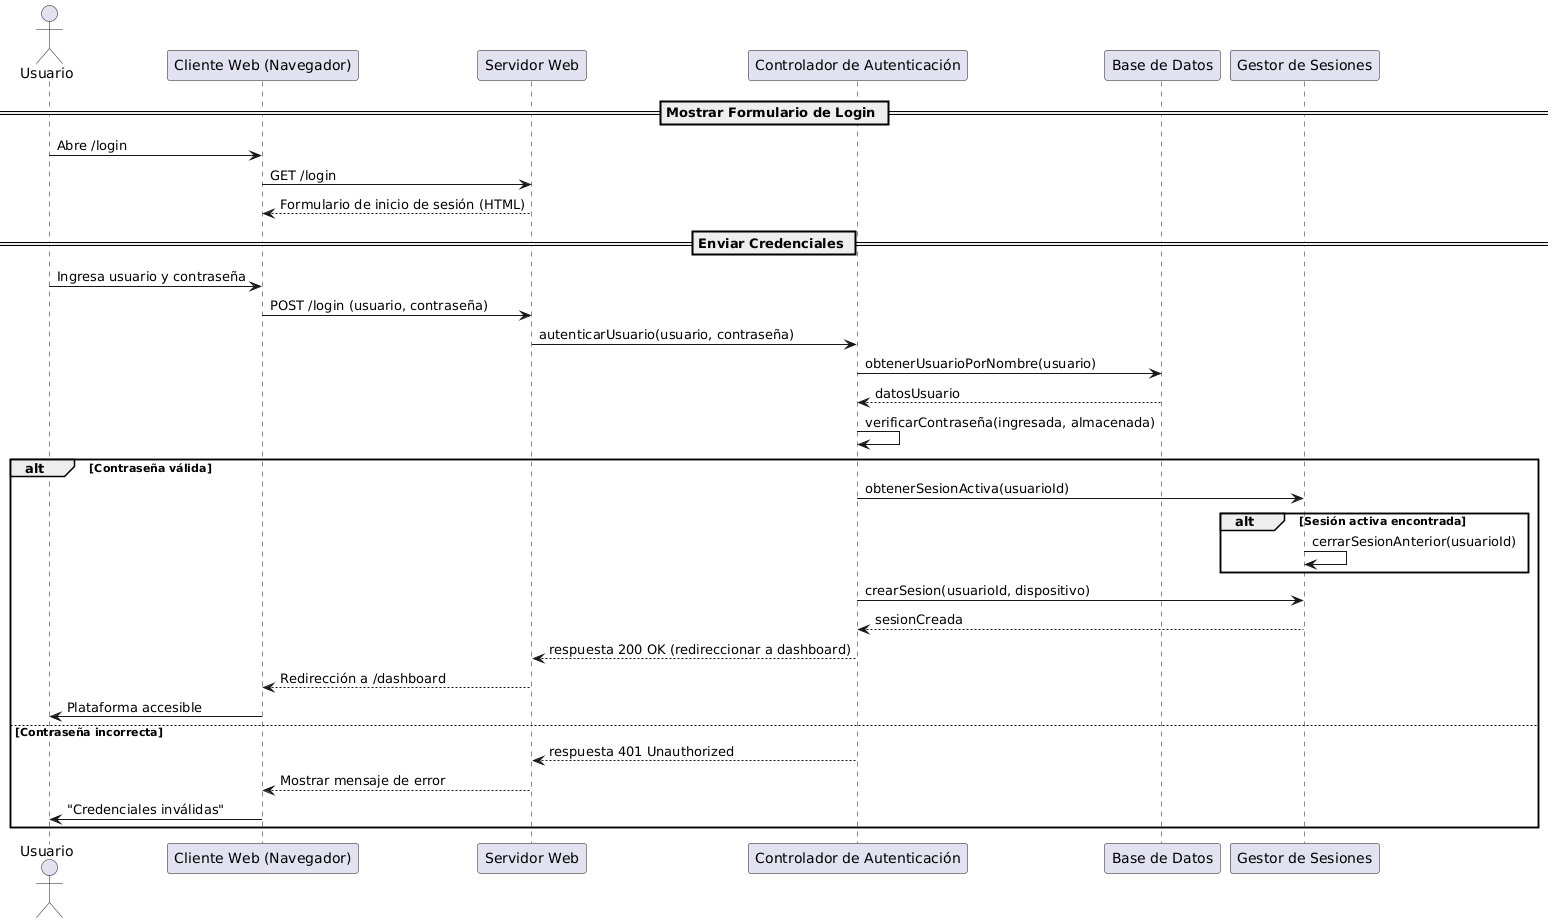 Usuario
Cliente Web (Navegador)
Servidor Web
Controlador de Autenticación
Base de Datos
Gestor de Sesiones
Mostrar Formulario de Login
Abre /login
GET /login
Formulario de inicio de sesión (HTML)
Enviar Credenciales
Ingresa usuario y contraseña
POST /login (usuario, contraseña)
autenticarUsuario(usuario, contraseña)
obtenerUsuarioPorNombre(usuario)
datosUsuario
verificarContraseña(ingresada, almacenada)
alt
[Contraseña válida]
obtenerSesionActiva(usuarioId)
alt
[Sesión activa encontrada]
cerrarSesionAnterior(usuarioId)
crearSesion(usuarioId, dispositivo)
sesionCreada
respuesta 200 OK (redireccionar a dashboard)
Redirección a /dashboard
Plataforma accesible
[Contraseña incorrecta]
respuesta 401 Unauthorized
Mostrar mensaje de error
"Credenciales inválidas"
Usuario
Cliente Web (Navegador)
Servidor Web
Controlador de Autenticación
Base de Datos
Gestor de Sesiones